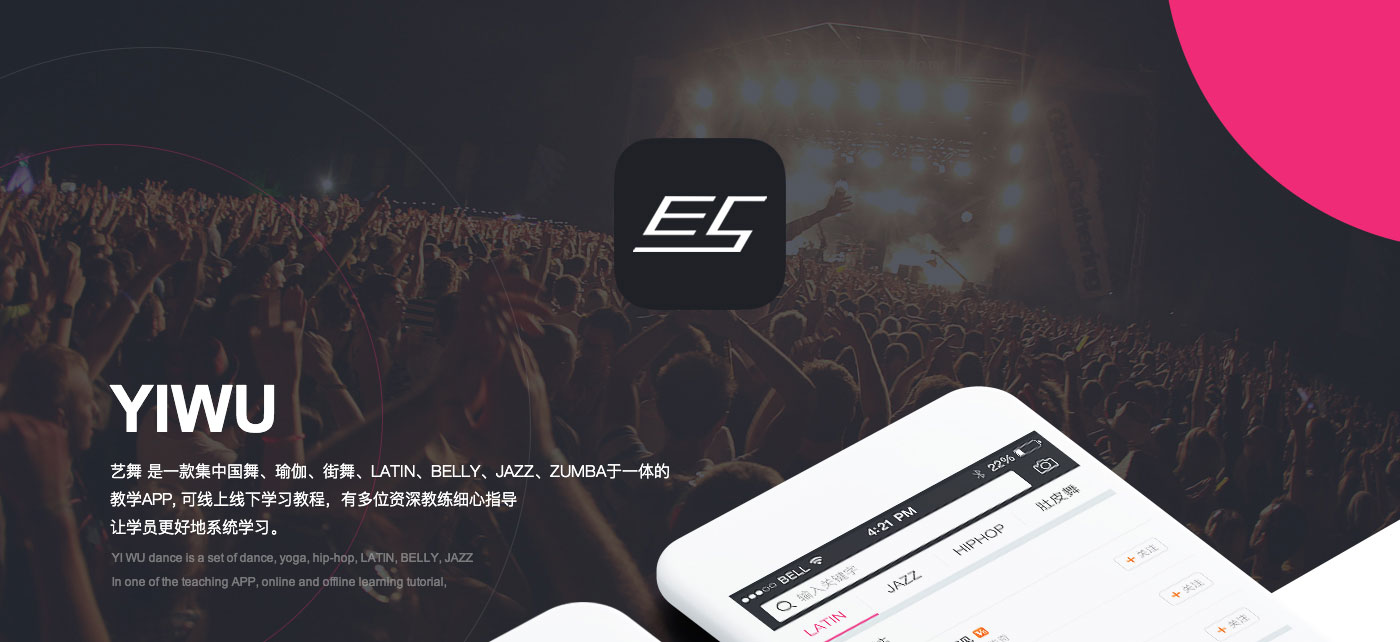 ES
YIWU
艺舞 是一款集中国舞、瑜伽、街舞、LATIN、BELLY、JAZZ、ZUMBA于一体的
教学APP, 可线上线下学习教程，有多位资深教练细心指导
让学员更好地系统学习。
YI WU dance is a set of dance, yoga, hip-hop, LATIN, BELLY, JAZZ
In one of the teaching APP, online and offline learning tutorial,
BELL 4:21 PM 22%
输入关键字
LATIN JAZZ HIPHOP 肚皮舞
+ 关注
+ 关注
+ 关注